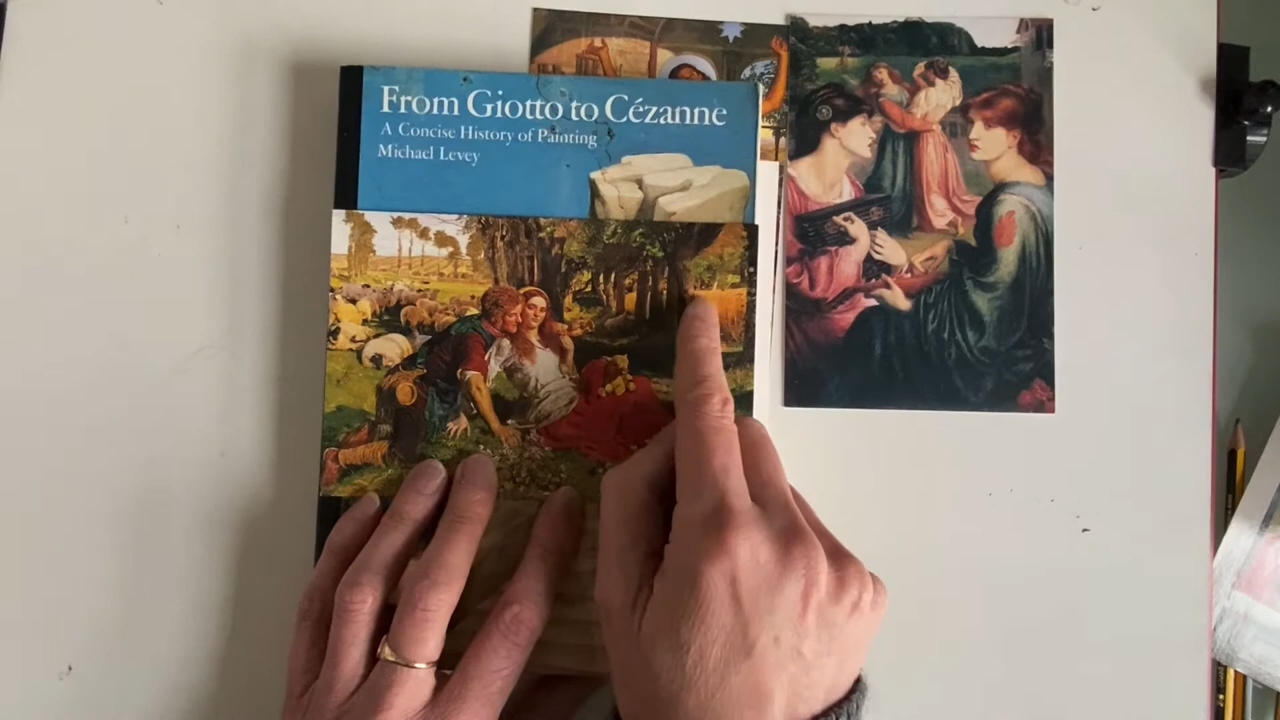 From Giotto to Cézanne
A Concise History of Painting
Michael Levey